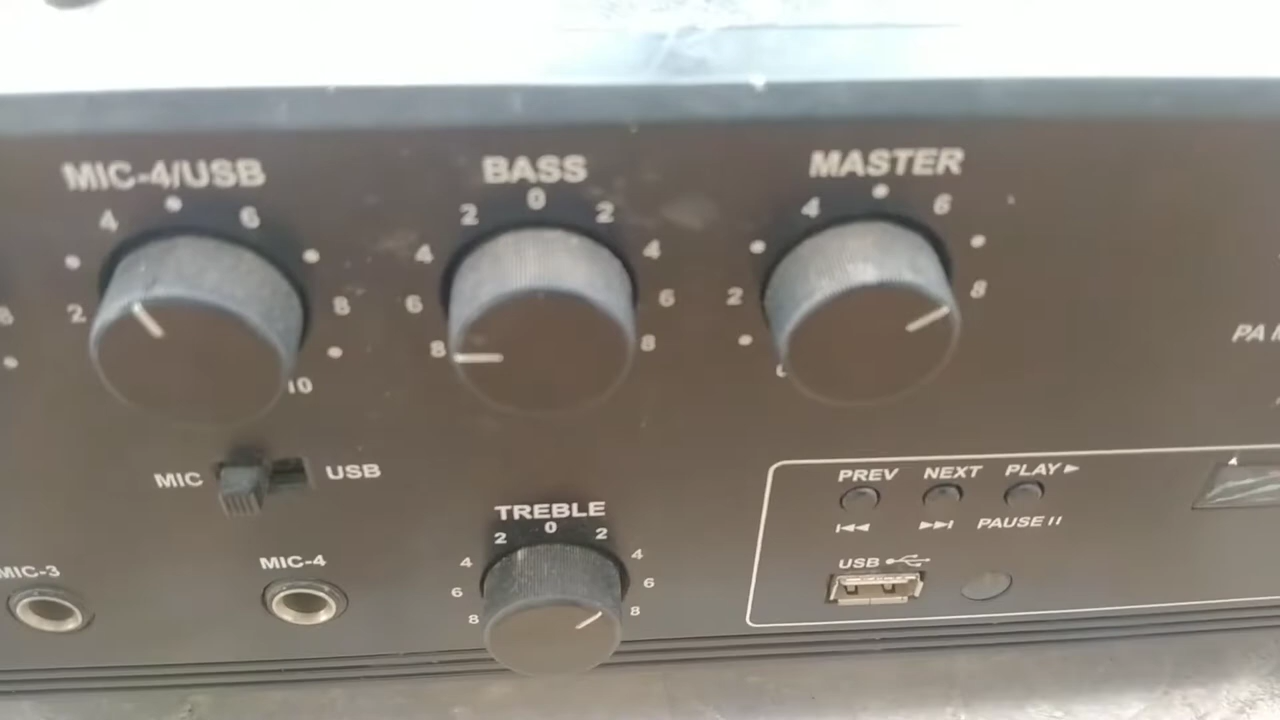 MIC-4/USB
2 4 6 8 10
BASS
8 6 4 2 0 2 4 6 8
MASTER
2 4 6 8
PA
MIC USB
MIC-3
MIC-4
TREBLE
8 6 4 2 0 2 4 6 8
PREV NEXT PLAY
PAUSE
USB